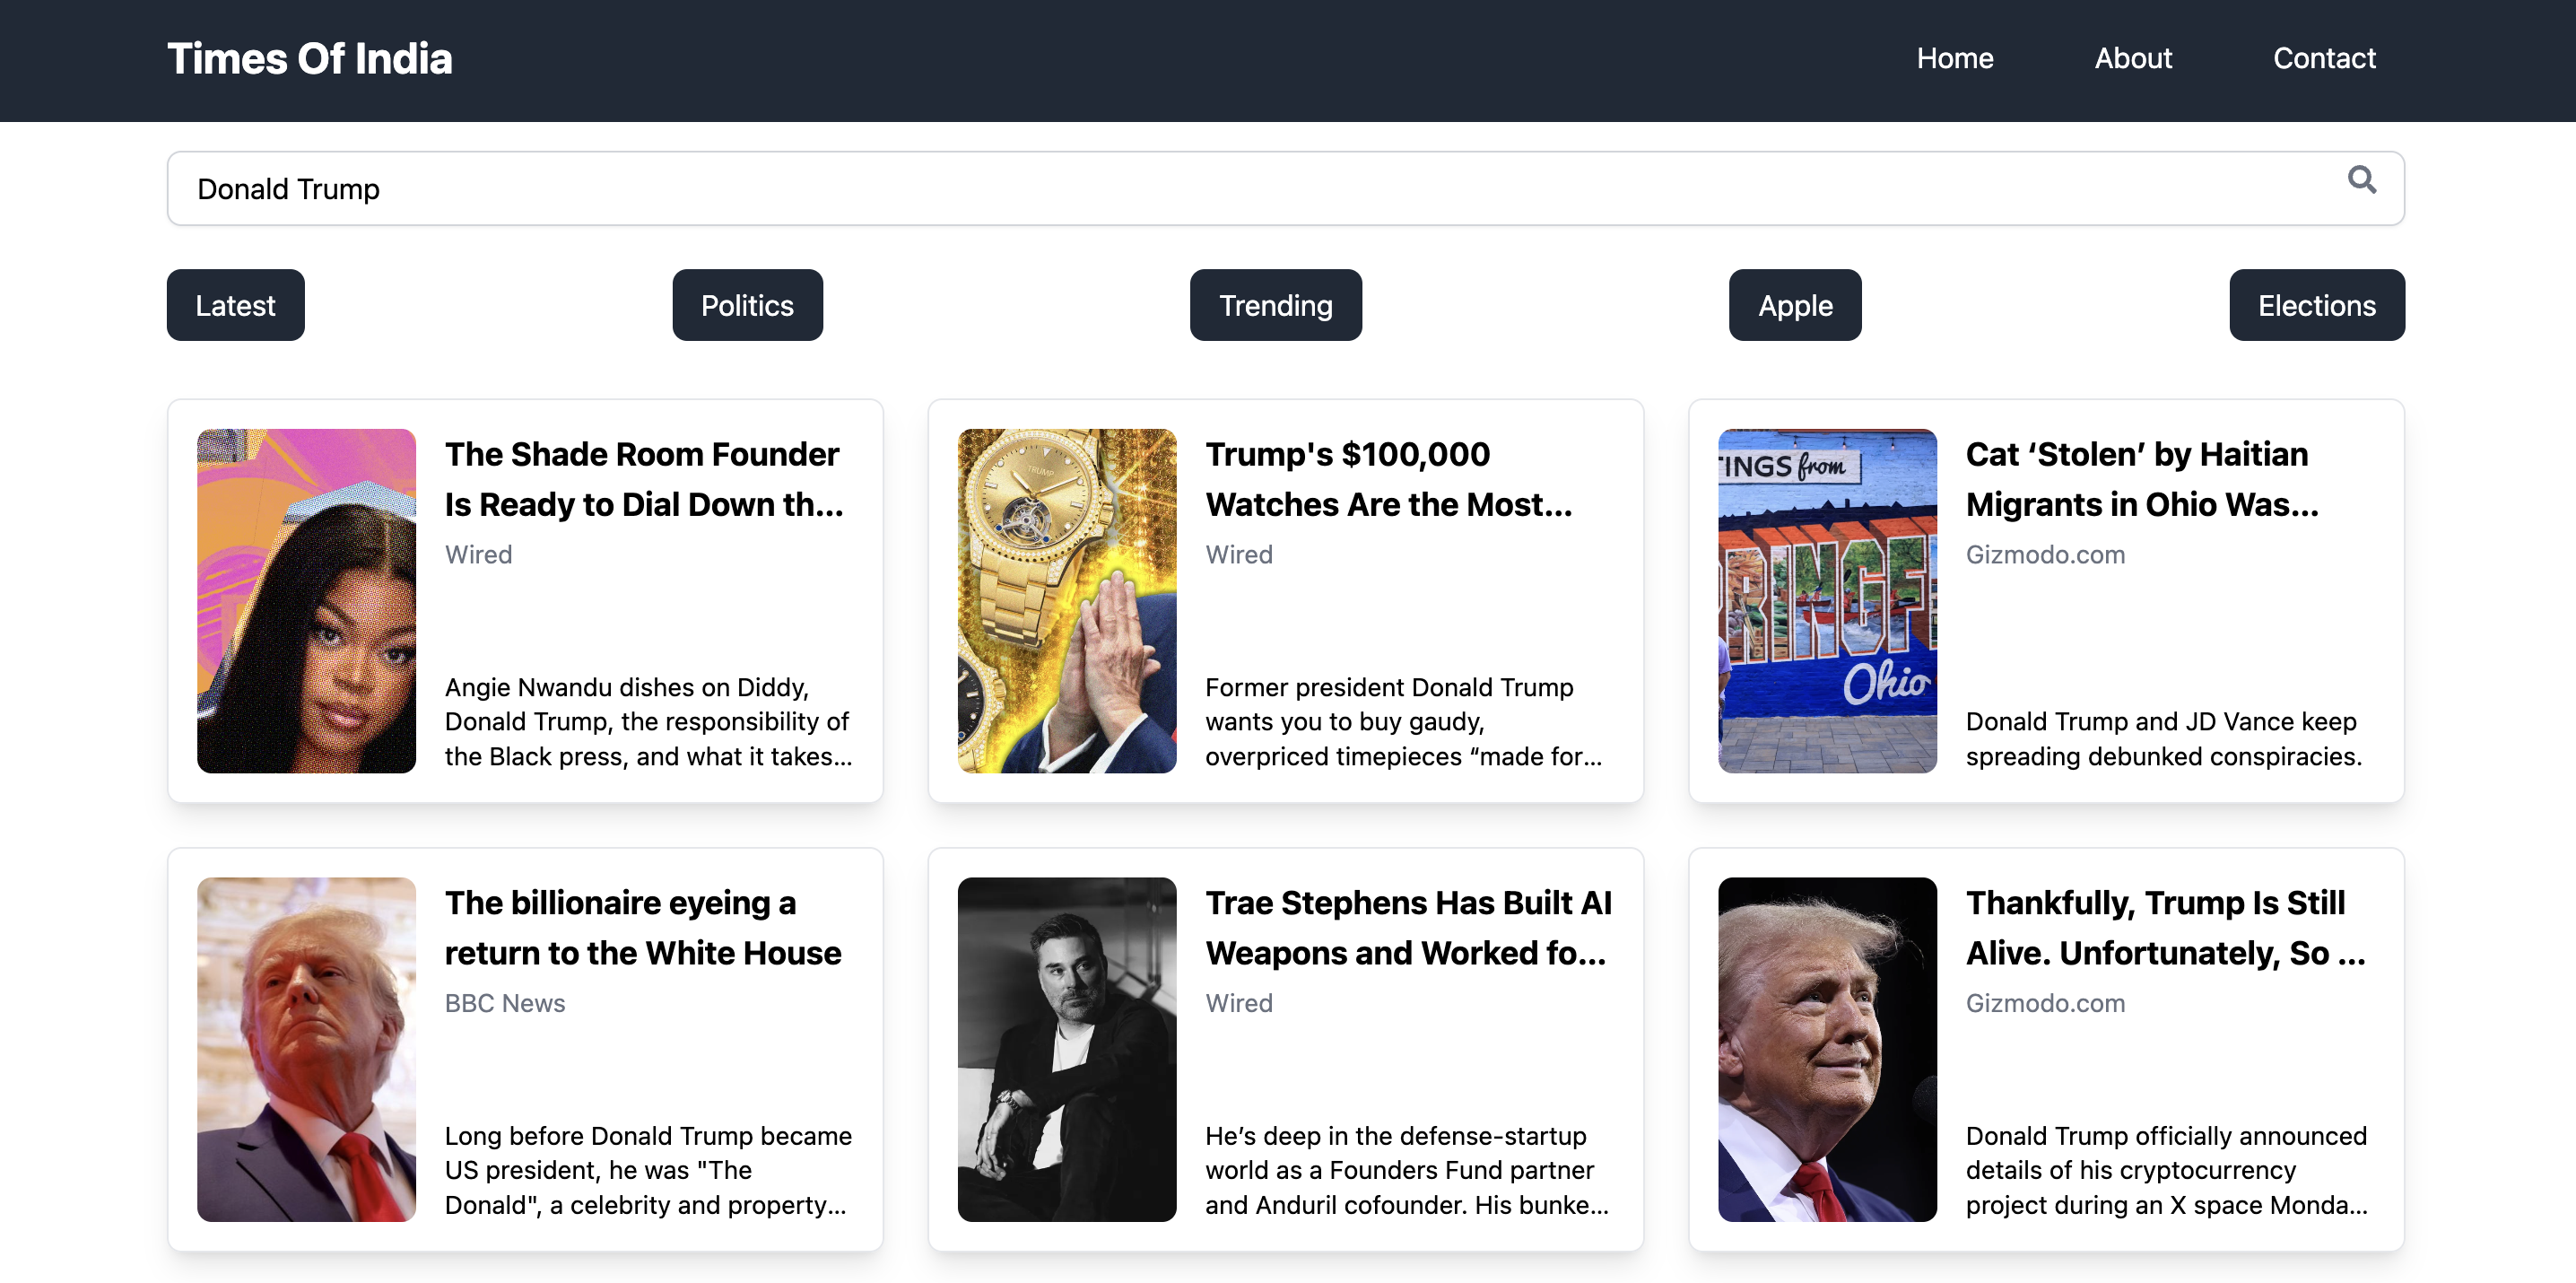 Times Of India
Home
About
Contact
Donald Trump
Latest
Politics
Trending
Apple
Elections
The Shade Room Founder
Is Ready to Dial Down th...
Wired
Angie Nwandu dishes on Diddy,
Donald Trump, the responsibility of
the Black press, and what it takes...
TRUMP
Trump's $100,000
Watches Are the Most...
Wired
Former president Donald Trump
wants you to buy gaudy,
overpriced timepieces “made for...
TINGS from
RINGF
Ohio
Cat ‘Stolen’ by Haitian
Migrants in Ohio Was...
Gizmodo.com
Donald Trump and JD Vance keep
spreading debunked conspiracies.
The billionaire eyeing a
return to the White House
BBC News
Long before Donald Trump became
US president, he was "The
Donald", a celebrity and property...
Trae Stephens Has Built AI
Weapons and Worked fo...
Wired
He’s deep in the defense-startup
world as a Founders Fund partner
and Anduril cofounder. His bunke...
Thankfully, Trump Is Still
Alive. Unfortunately, So ...
Gizmodo.com
Donald Trump officially announced
details of his cryptocurrency
project during an X space Monda...